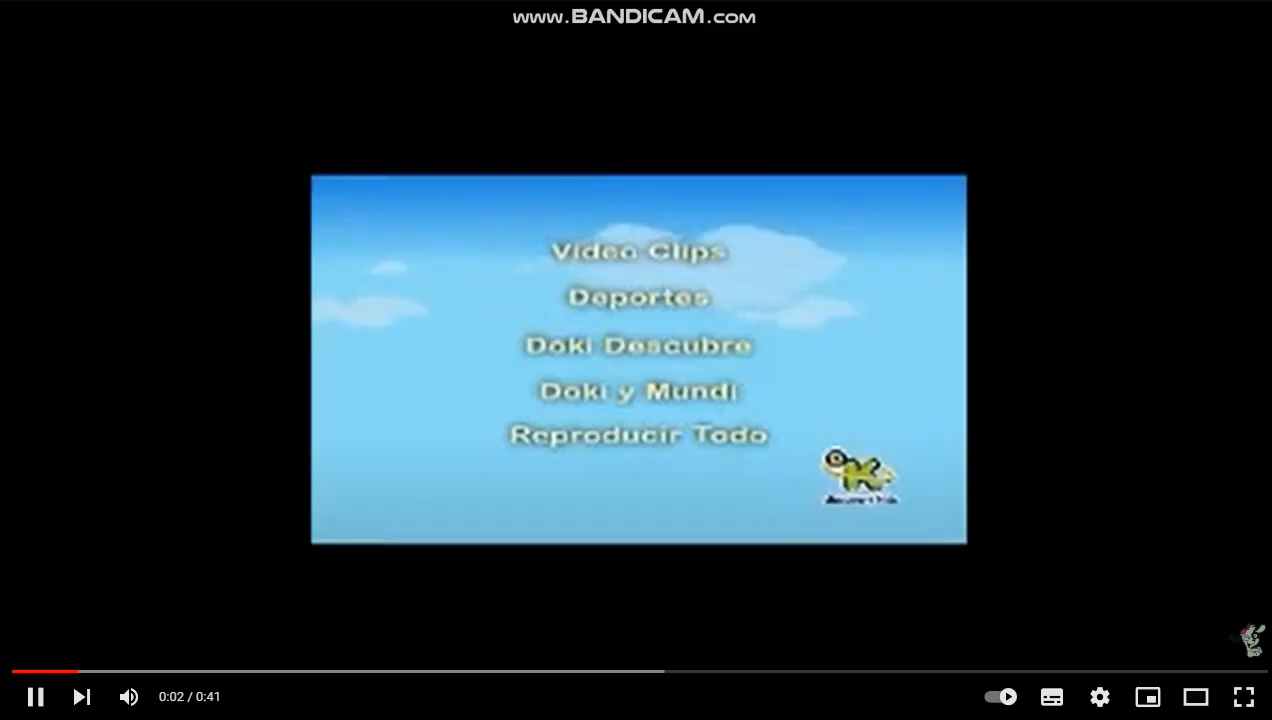 www.BANDICAM.com
Video Clips
Deportes
Doki Descubre
Doki y Mundi
Reproducir Todo
K
0:02 / 0:41